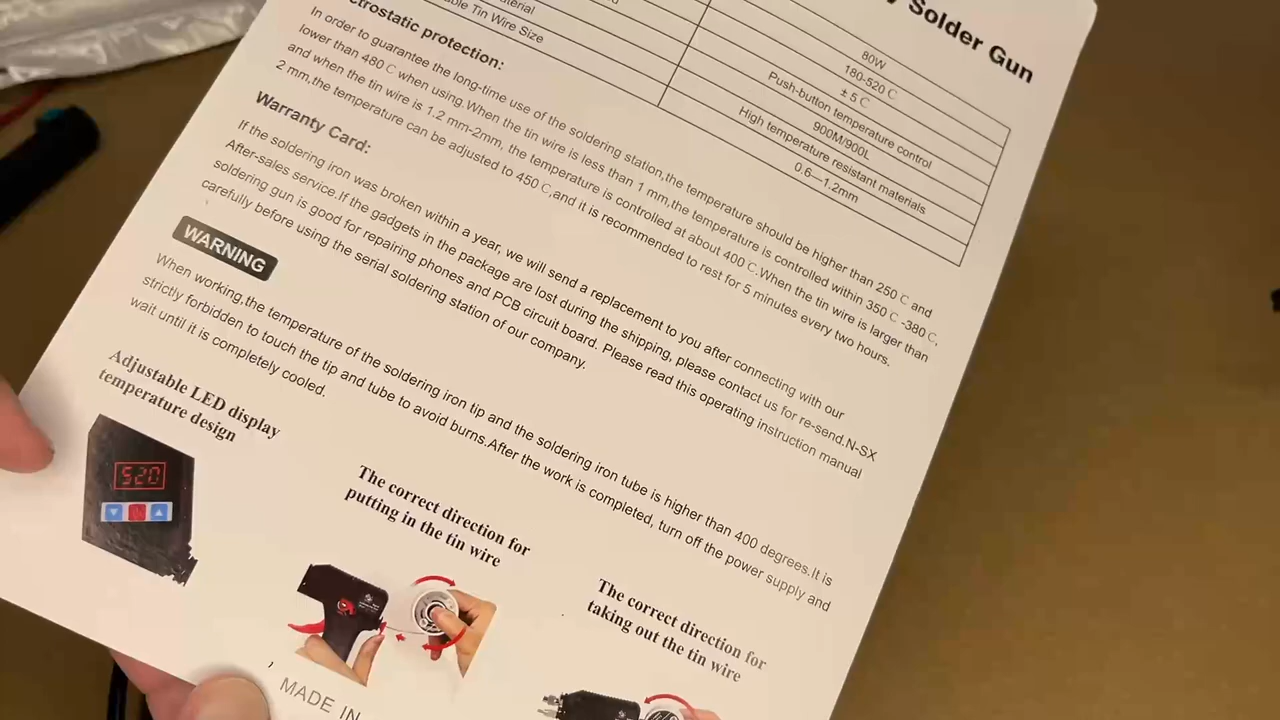 Solder Gun
80W
180-520 C
± 5 C
Push-button temperature control
900M/900L
High temperature resistant materials
Tin Wire Size
0.6—1.2mm
protection:
In order to guarantee the long-time use of the soldering station,the temperature should be higher than 250 C and
lower than 480 C when using.When the tin wire is less than 1 mm,the temperature is controlled within 350 C -380 C,
and when the tin wire is 1.2 mm-2mm, the temperature is controlled at about 400 C.When the tin wire is larger than
2 mm.the temperature can be adjusted to 450 C,and it is recommended to rest for 5 minutes every two hours.
Warranty Card:
If the soldering iron was broken within a year, we will send a replacement to you after connecting with our
After-sales service.If the gadgets in the package are lost during the shipping, please contact us for re-send.N-SX
soldering gun is good for repairing phones and PCB circuit board. Please read this operating instruction manual
carefully before using the serial soldering station of our company.
WARNING
When working,the temperature of the soldering iron tip and the soldering iron tube is higher than 400 degrees.It is
strictly forbidden to touch the tip and tube to avoid burns.After the work is completed, turn off the power supply and
wait until it is completely cooled.
Adjustable LED display
temperature design
520
The correct direction for
putting in the tin wire
The correct direction for
taking out the tin wire
MADE IN